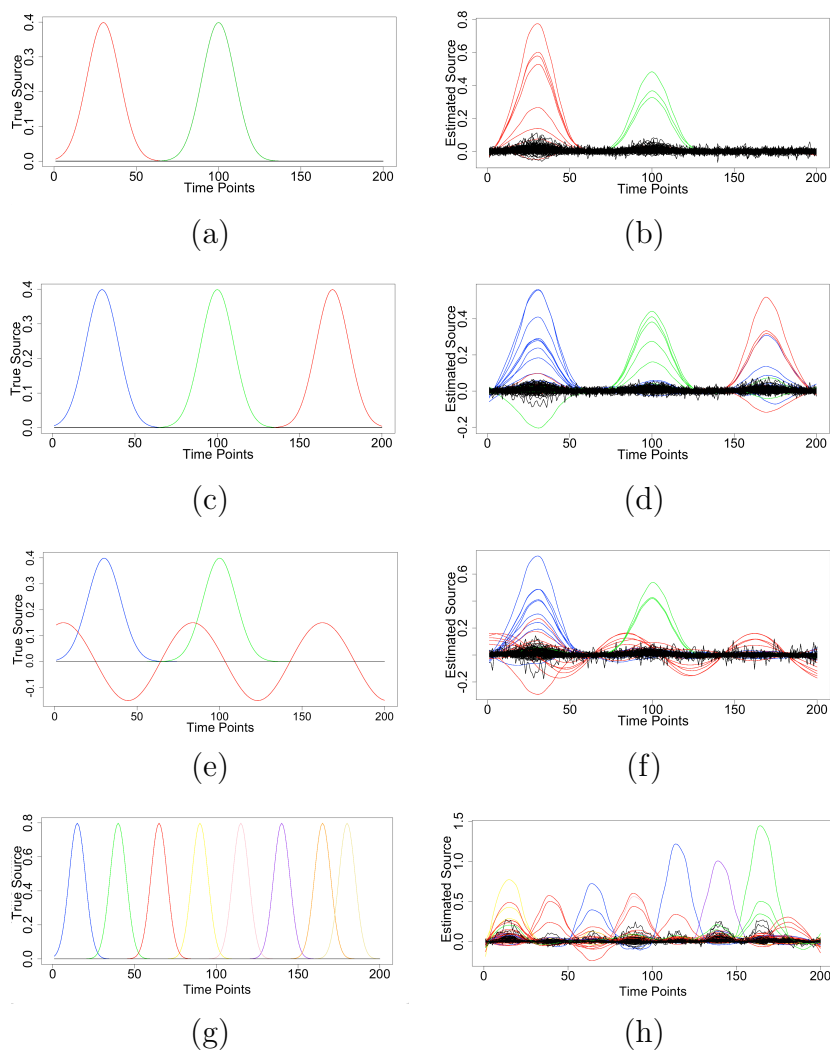 True Source
0.0 0.1 0.2 0.3 0.4
0 50 100 150 200
Time Points
(a)
Estimated Source
0.0 0.2 0.4 0.6 0.8
0 50 100 150 200
Time Points
(b)
True Source
0.0 0.1 0.2 0.3 0.4
0 50 100 150 200
Time Points
(c)
Estimated Source
-0.2 0.0 0.2 0.4
0 50 100 150 200
Time Points
(d)
True Source
-0.1 0.0 0.1 0.2 0.3 0.4
0 50 100 150 200
Time Points
(e)
Estimated Source
-0.2 0.2 0.6
0 50 100 150 200
Time Points
(f)
True Source
0.0 0.2 0.4 0.6 0.8
0 50 100 150 200
Time Points
(g)
Estimated Source
0.0 0.5 1.0 1.5
0 50 100 150 200
Time Points
(h)